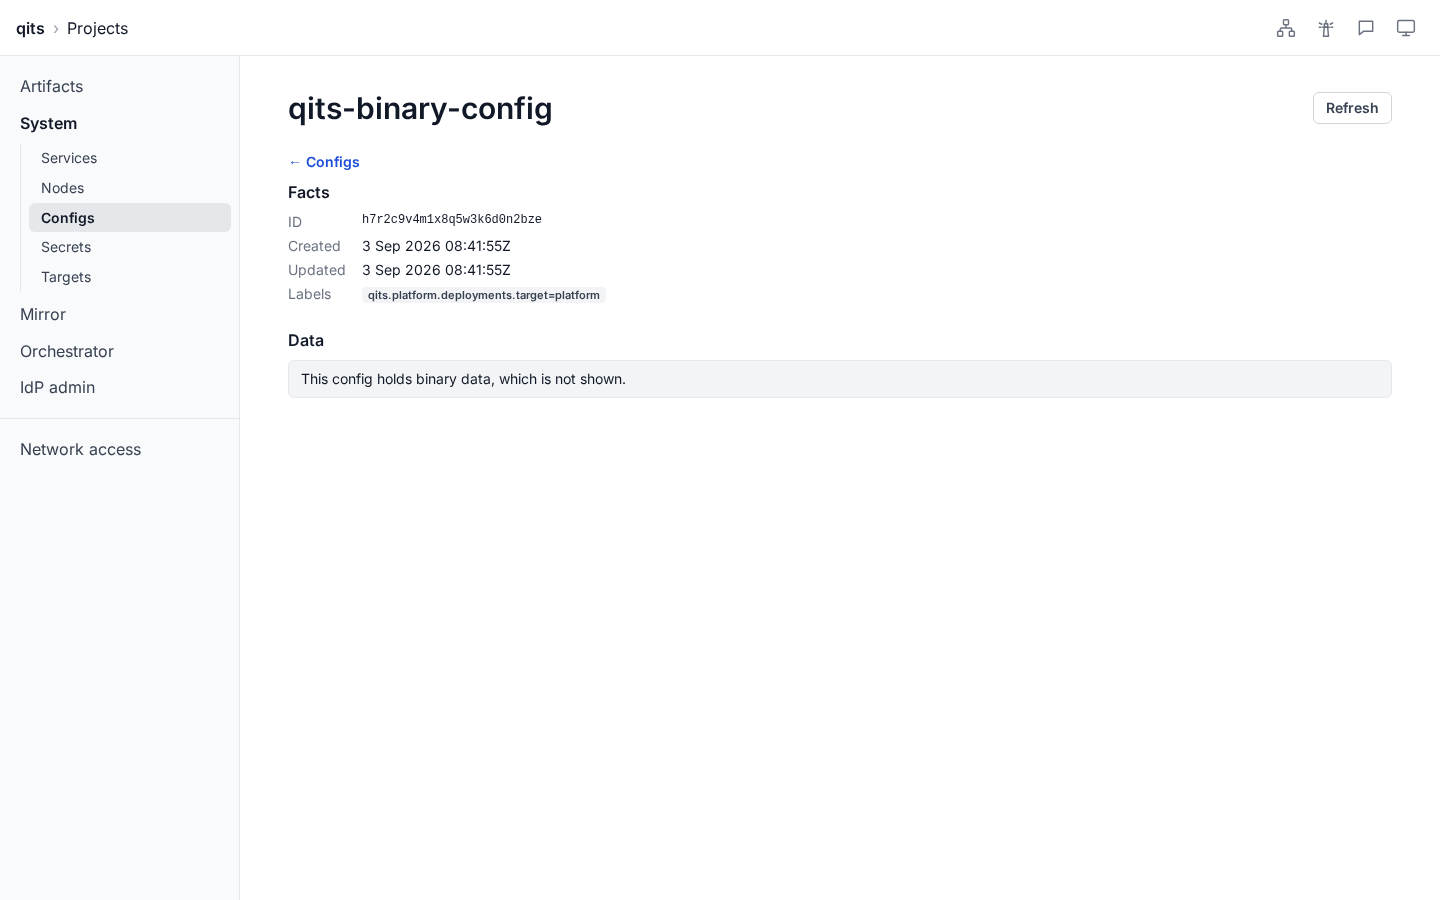 qits › Projects
Artifacts
System
Services
Nodes
Configs
Secrets
Targets
Mirror
Orchestrator
IdP admin
Network access
qits-binary-config
Refresh
← Configs
Facts
ID h7r2c9v4m1x8q5w3k6d0n2bze
Created 3 Sep 2026 08:41:55Z
Updated 3 Sep 2026 08:41:55Z
Labels qits.platform.deployments.target=platform
Data
This config holds binary data, which is not shown.